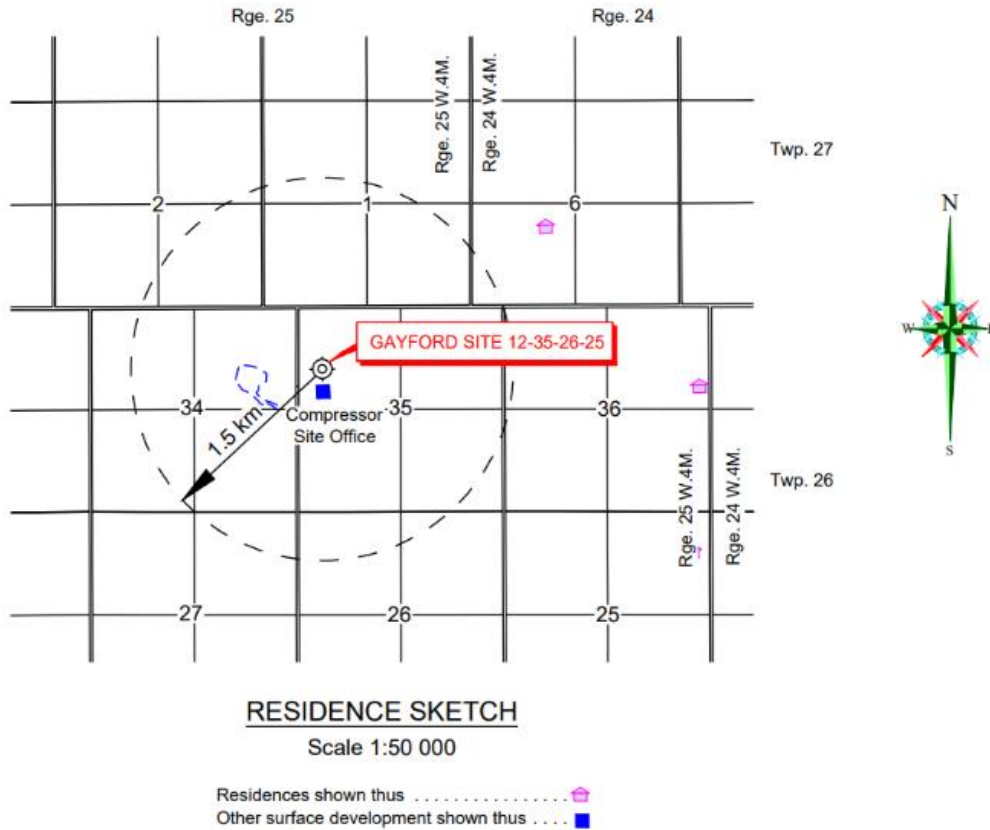 Rge. 25
Rge. 24
Rge. 25 W.4M.
Rge. 24 W.4M.
Twp. 27
2
1
6
N
W
E
S
GAYFORD SITE 12-35-26-25
34
1.5 km
Compressor
Site Office
35
36
Twp. 26
Rge. 25 W.4M.
Rge. 24 W.4M.
?
27
26
25
RESIDENCE SKETCH
Scale 1:50 000
Residences shown thus . . . . . . . . . . . . . . . .
Other surface development shown thus . . . .